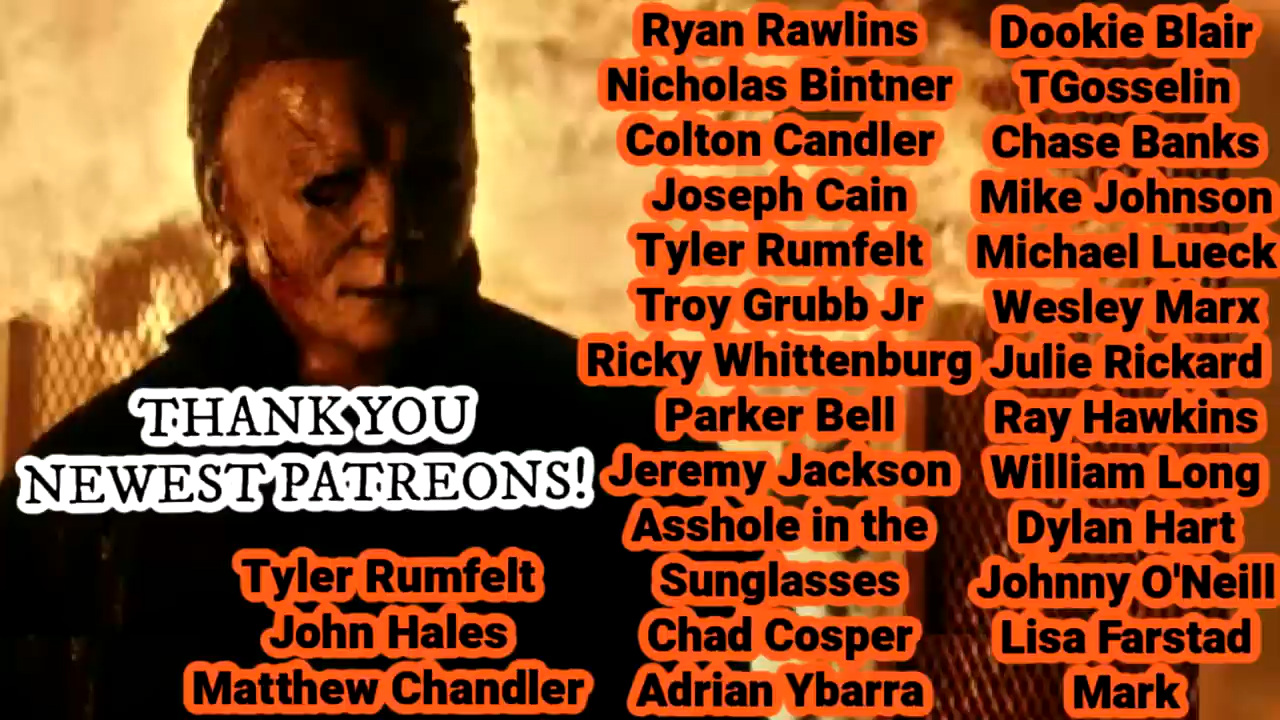 THANK YOU
NEWEST PATREONS!
Tyler Rumfelt
John Hales
Matthew Chandler
Ryan Rawlins
Nicholas Bintner
Colton Candler
Joseph Cain
Tyler Rumfelt
Troy Grubb Jr
Ricky Whittenburg
Parker Bell
Jeremy Jackson
Asshole in the
Sunglasses
Chad Cosper
Adrian Ybarra
Dookie Blair
TGosselin
Chase Banks
Mike Johnson
Michael Lueck
Wesley Marx
Julie Rickard
Ray Hawkins
William Long
Dylan Hart
Johnny O'Neill
Lisa Farstad
Mark